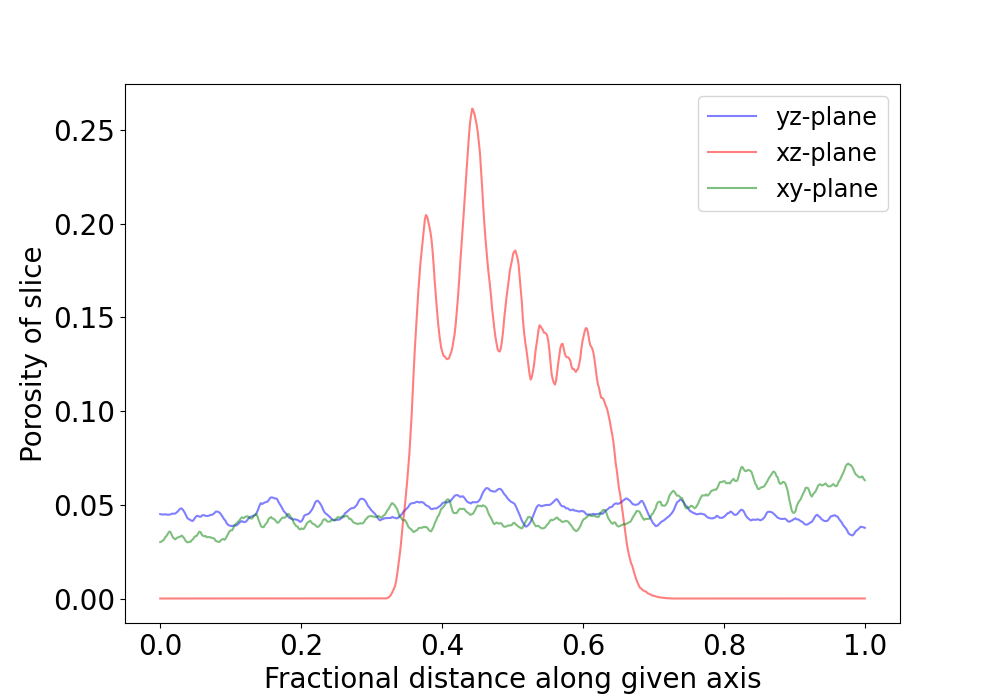 yz-plane
xz-plane
xy-plane
0.25
0.20
0.15
0.10
0.05
0.00
Porosity of slice
0.0 0.2 0.4 0.6 0.8 1.0
Fractional distance along given axis